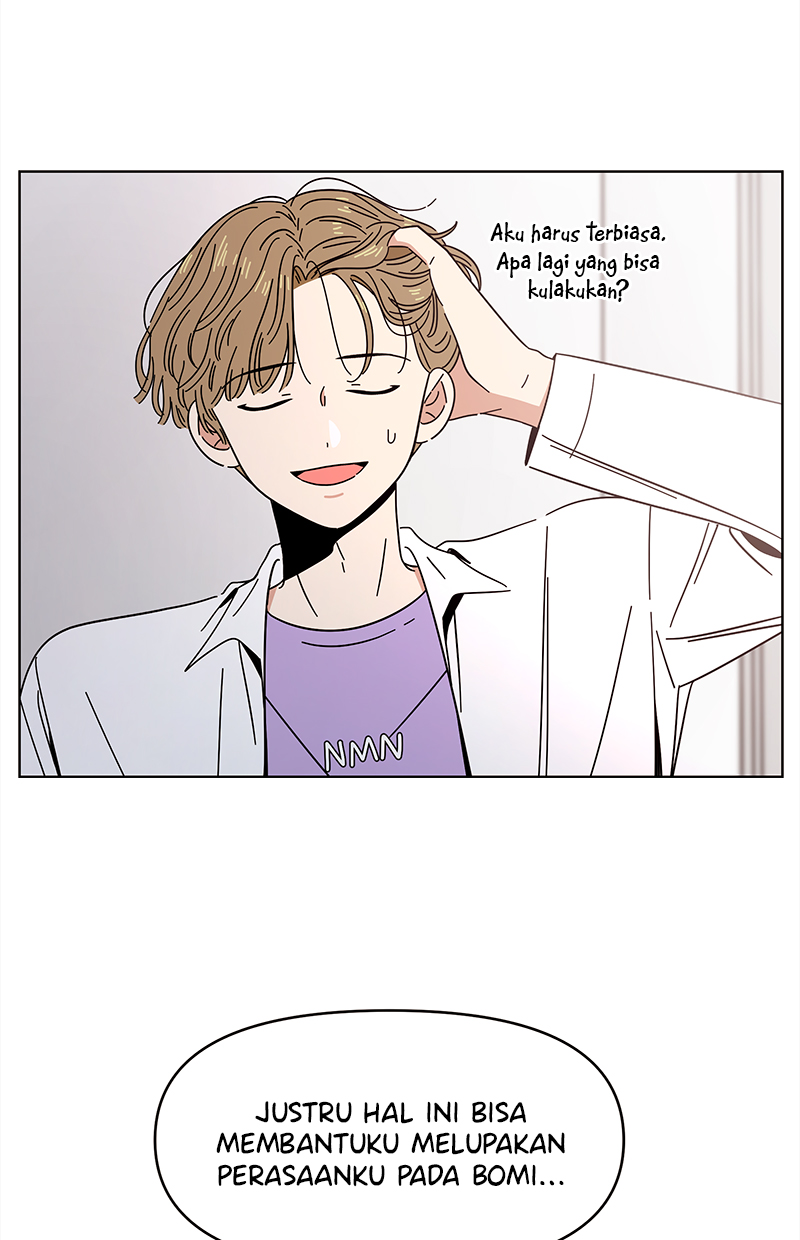 Aku harus terbiasa.
Apa lagi yang bisa
kulakukan?
NMN
JUSTRU HAL INI BISA
MEMBANTUKU MELUPAKAN
PERASAANKU PADA BOMI...